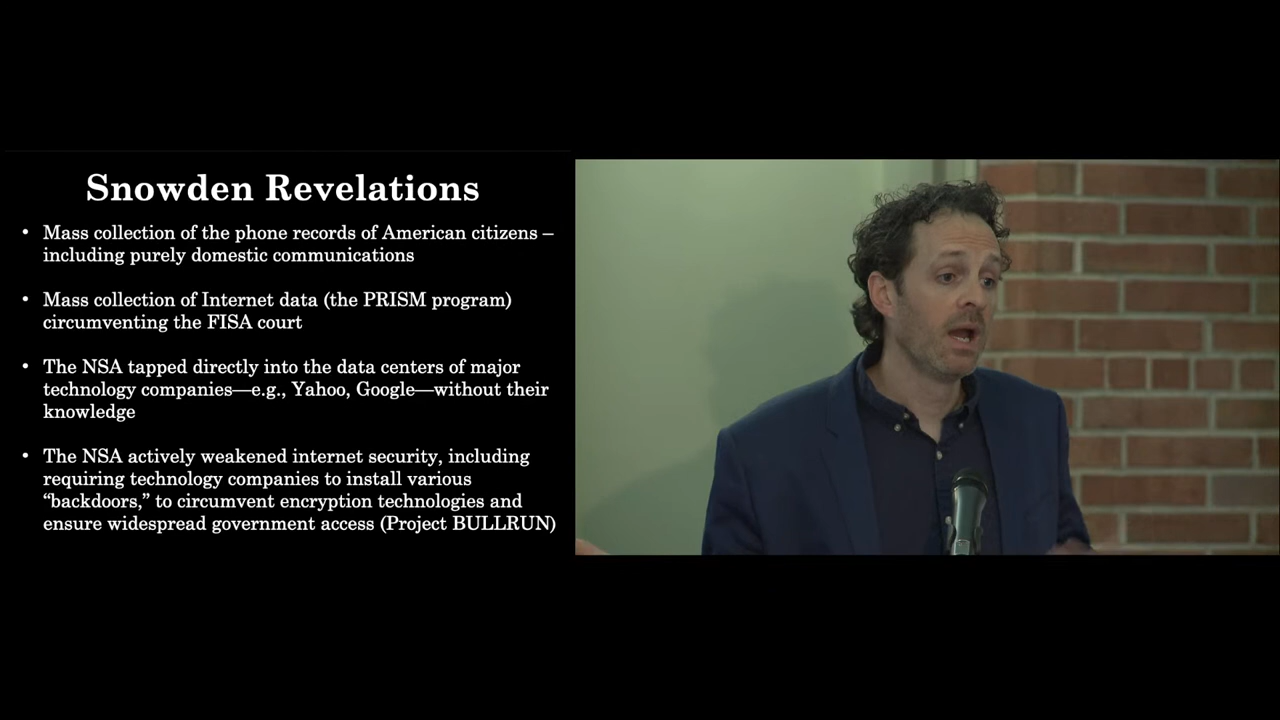 Snowden Revelations
• Mass collection of the phone records of American citizens –
including purely domestic communications
• Mass collection of Internet data (the PRISM program)
circumventing the FISA court
• The NSA tapped directly into the data centers of major
technology companies—e.g., Yahoo, Google—without their
knowledge
• The NSA actively weakened internet security, including
requiring technology companies to install various
“backdoors,” to circumvent encryption technologies and
ensure widespread government access (Project BULLRUN)